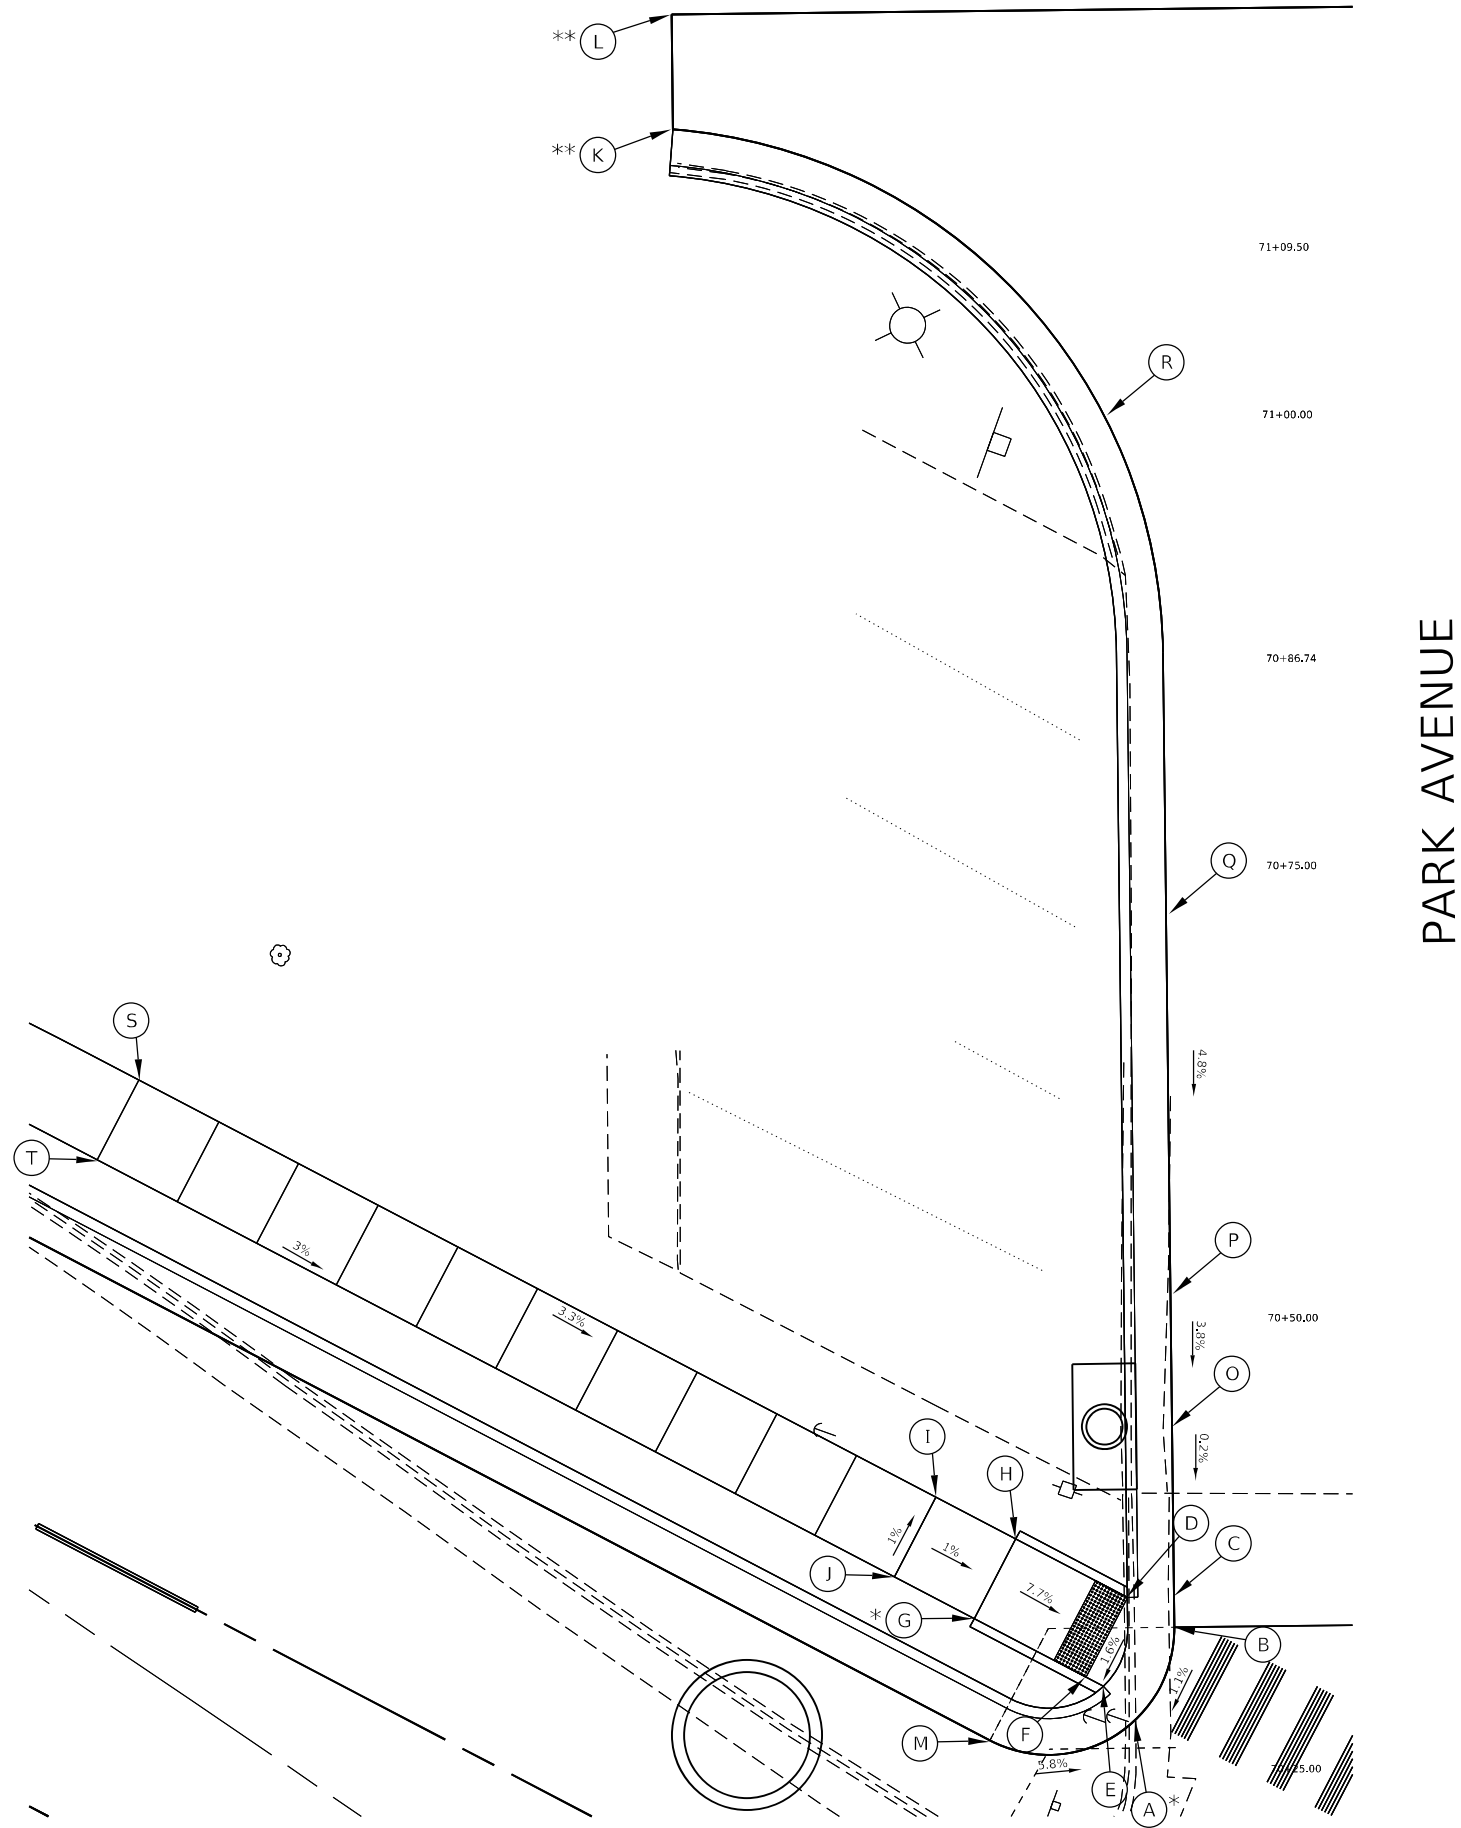 ** L
** K
71+09.50
R
71+00.00
70+86.74
PARK AVENUE
Q
70+75.00
S
4.8%
T
P
3%
3.3%
3.8%
70+50.00
O
I
0.2%
H
D
1%
1%
C
J
7.7%
* G
1.6%
B
1.1%
F
M
5.8%
E
A *